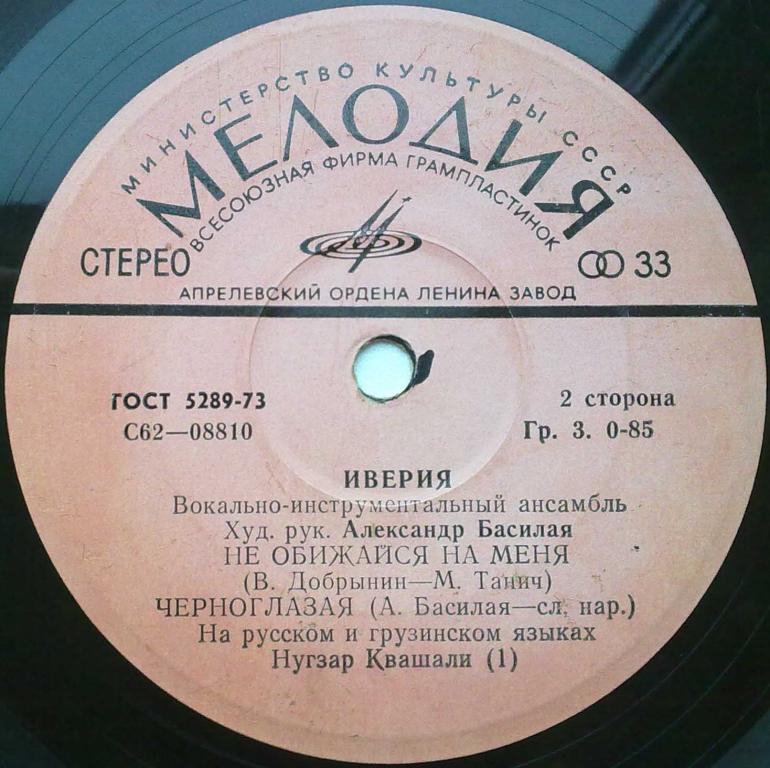 МИНИСТЕРСТВО КУЛЬТУРЫ СССР
МЕЛОДИЯ
ВСЕСОЮЗНАЯ ФИРМА ГРАМПЛАСТИНОК
СТЕРЕО
33
АПРЕЛЕВСКИЙ ОРДЕНА ЛЕНИНА ЗАВОД
ГОСТ 5289-73
2 сторона
С62—08810
Гр. 3. 0-85
ИВЕРИЯ
Вокально-инструментальный ансамбль
Худ. рук. Александр Басилая
НЕ ОБИЖАЙСЯ НА МЕНЯ
(В. Добрынин—М. Танич)
ЧЕРНОГЛАЗАЯ (А. Басилая—сл. нар.)
На русском и грузинском языках
Нугзар Квашали (1)